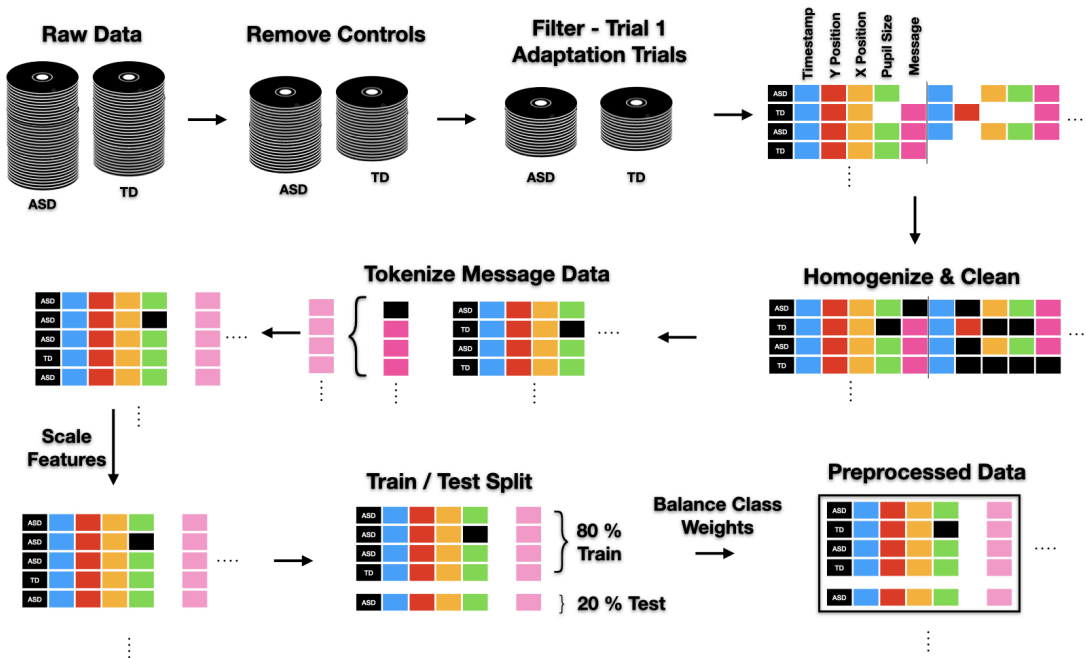 Raw Data
Remove Controls
Filter - Trial 1
Adaptation Trials
Timestamp
Y Position
X Position
Pupil Size
Message
ASD
TD
ASD
TD
ASD
TD
ASD
TD
ASD
TD
....
Tokenize Message Data
Homogenize & Clean
ASD
ASD
ASD
TD
ASD
....
ASD
TD
ASD
TD
....
ASD
TD
ASD
TD
....
Scale
Features
Train / Test Split
Balance Class
Weights
Preprocessed Data
ASD
ASD
ASD
TD
ASD
....
ASD
ASD
ASD
TD
80 %
Train
ASD
20 % Test
ASD
TD
ASD
TD
ASD
....